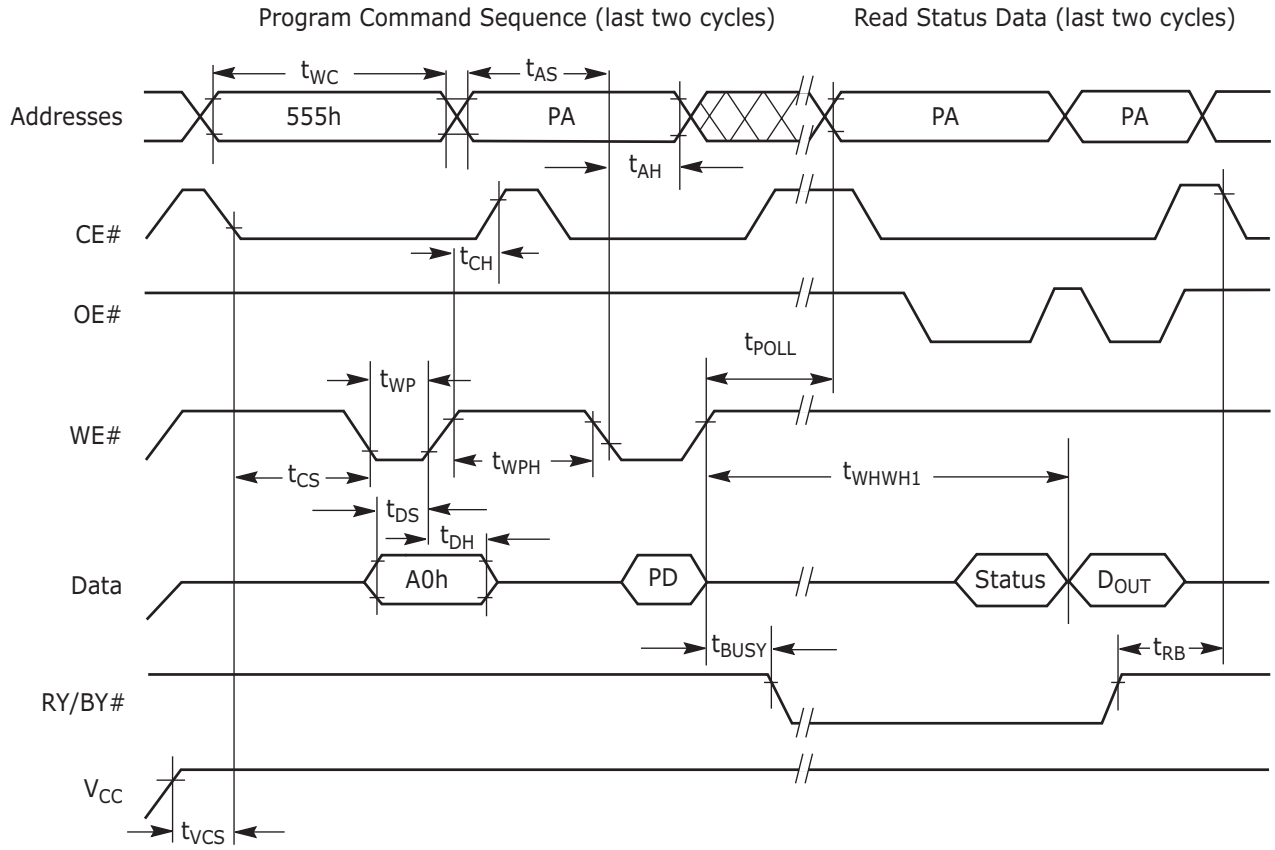 Program Command Sequence (last two cycles)
Read Status Data (last two cycles)
tWC
tAS
Addresses
555h
PA
PA
PA
tAH
CE#
tCH
OE#
tPOLL
tWP
WE#
tWPH
tCS
tWHWH1
tDS
tDH
Data
A0h
PD
Status
DOUT
tBUSY
tRB
RY/BY#
VCC
tVCS